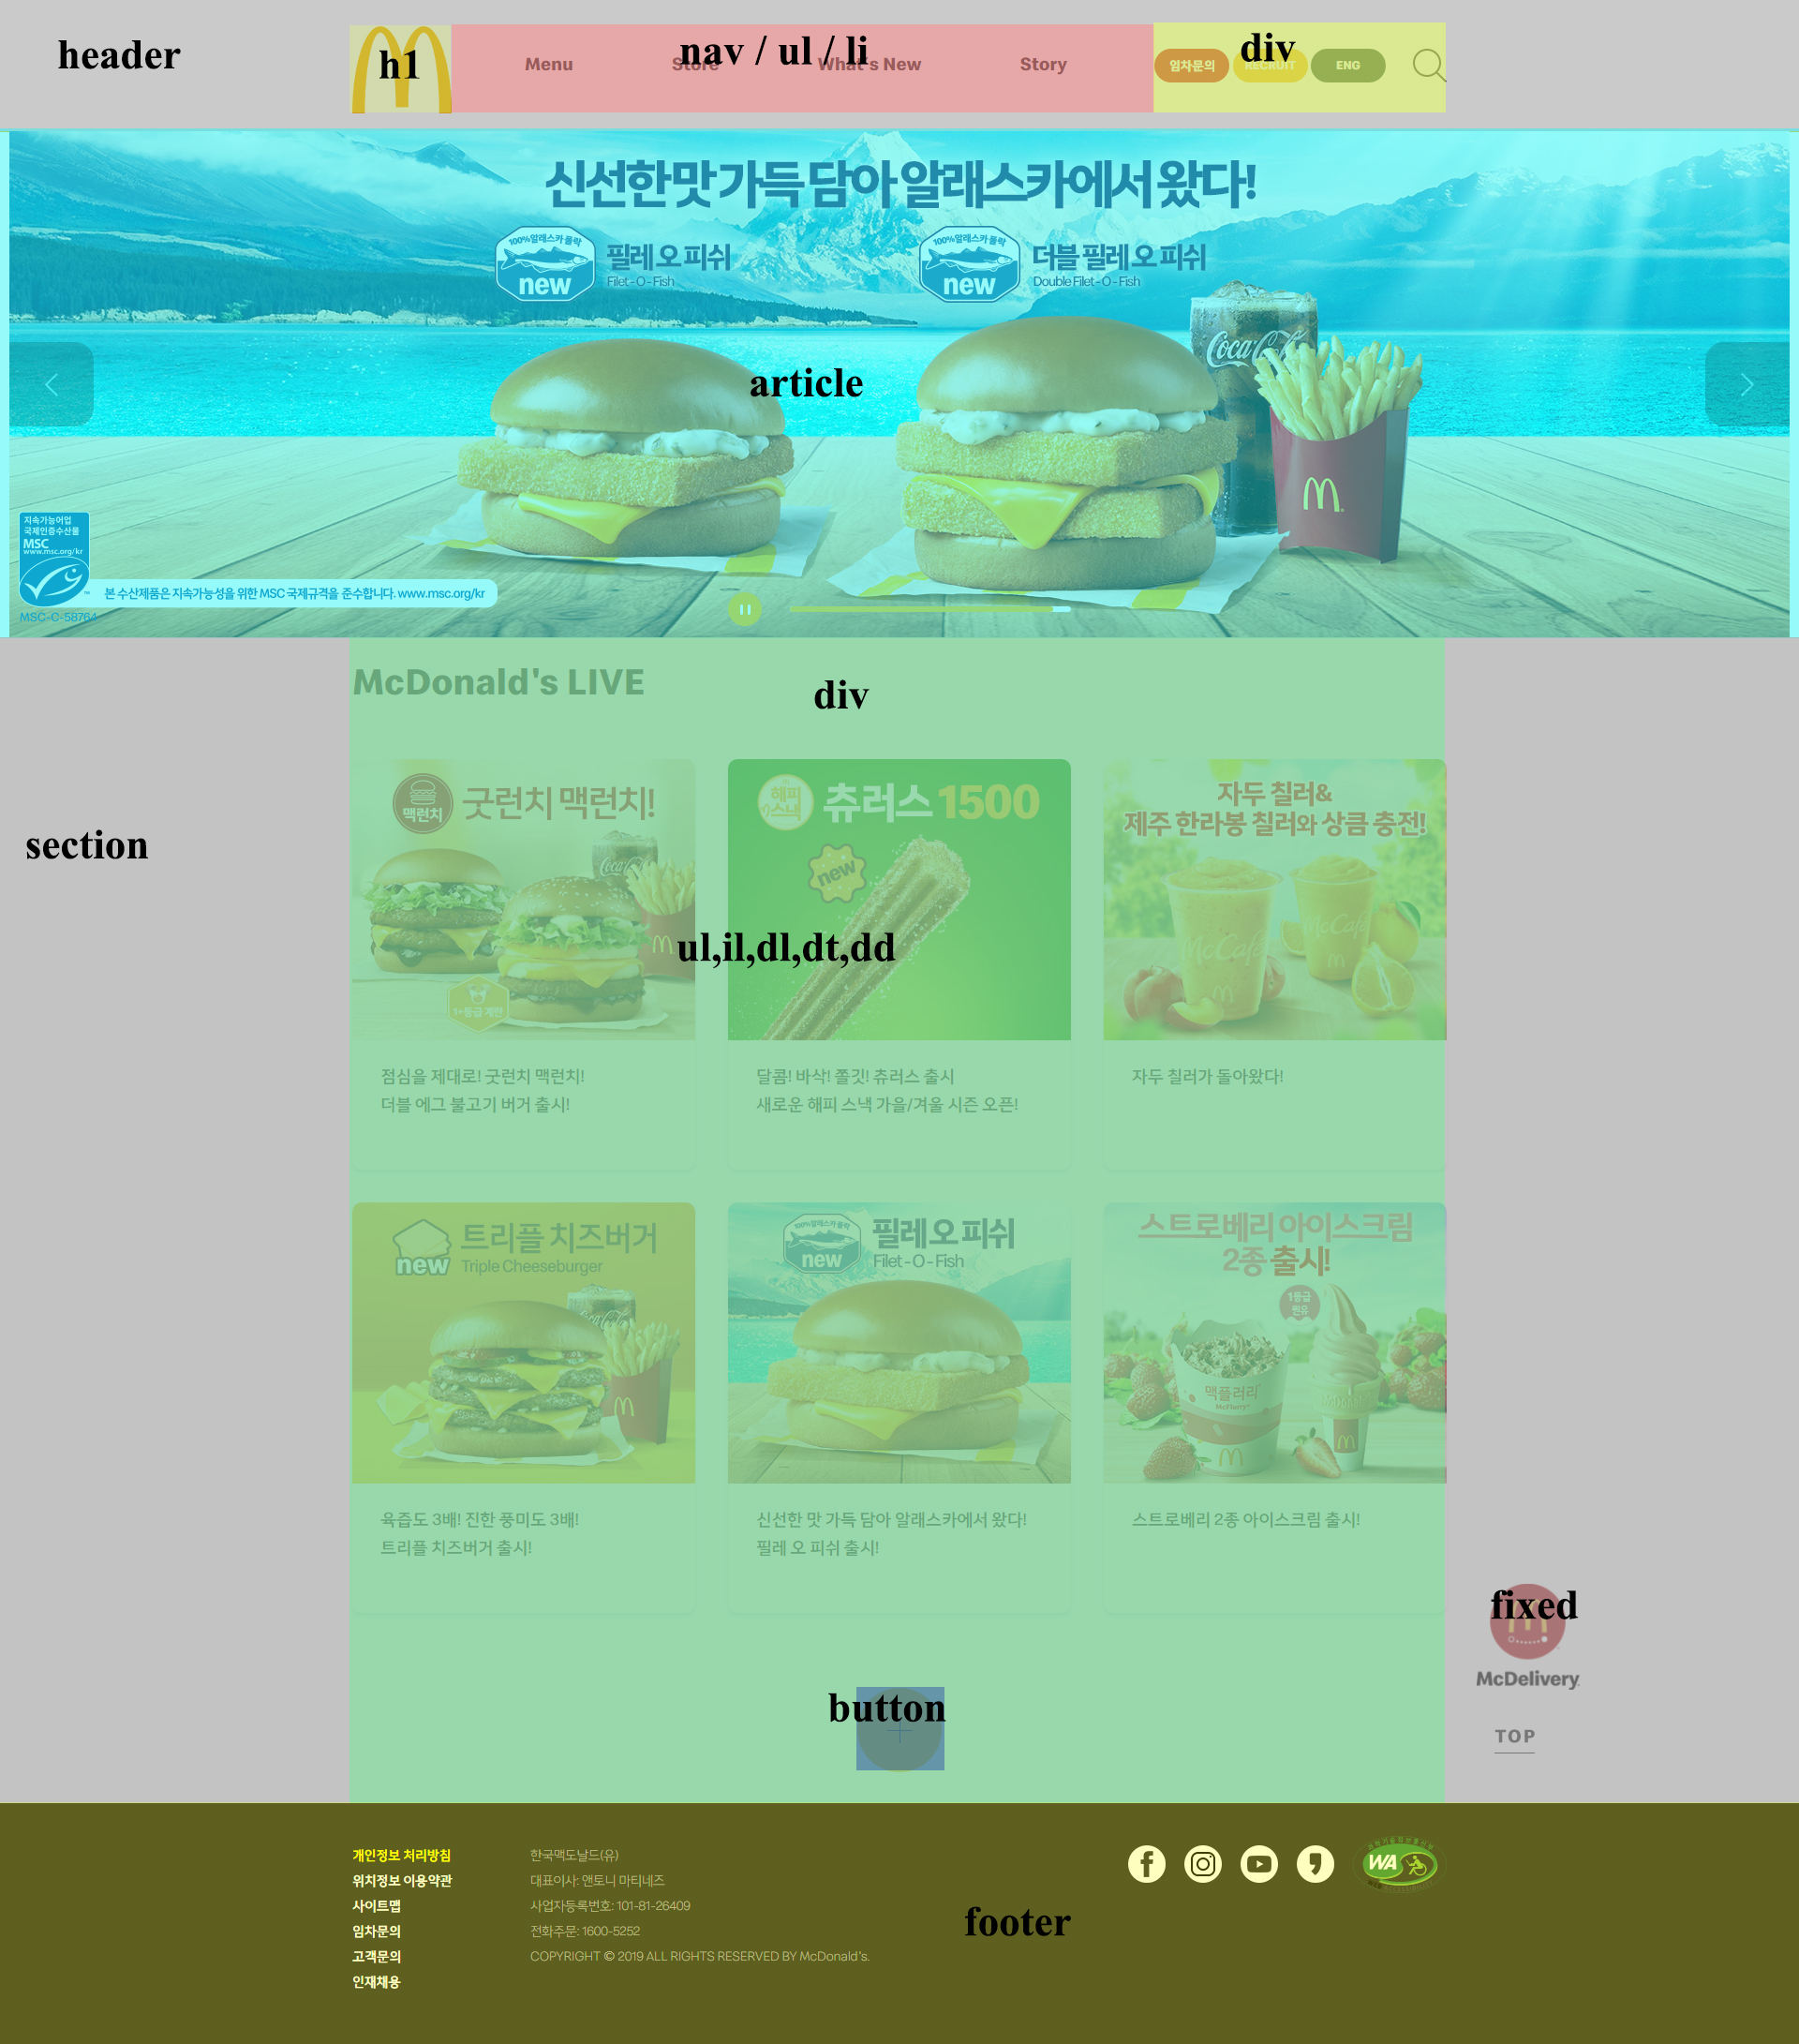 header
h1
nav / ul / li
div
Menu
Store
What's New
Story
임차문의
RECRUIT
ENG
신선한 맛 가득 담아 알래스카에서 왔다!
100%알래스카폴락
new
필레 오 피쉬
Filet-O-Fish
100%알래스카폴락
new
더블 필레 오 피쉬
Double Filet-O-Fish
Coca-Cola
article
지속가능어업
국제인증수산물
MSC
www.msc.org/kr
본 수산제품은 지속가능성을 위한 MSC 국제규격을 준수합니다. www.msc.org/kr
MSC-C-58764
McDonald's LIVE
div
section
맥런치
굿런치 맥런치!
1+등급 계란
해피
스낵
츄러스 1500
new
자두 칠러&
제주 한라봉 칠러와 상큼 충전!
McCafé
McCafé
ul,il,dl,dt,dd
점심을 제대로! 굿런치 맥런치!
더블 에그 불고기 버거 출시!
달콤! 바삭! 쫄깃! 츄러스 출시
새로운 해피 스낵 가을/겨울 시즌 오픈!
자두 칠러가 돌아왔다!
new
트리플 치즈버거
Triple Cheeseburger
100%알래스카폴락
new
필레 오 피쉬
Filet-O-Fish
스트로베리 아이스크림
2종 출시!
1등급
원유
맥플러리
McFlurry
육즙도 3배! 진한 풍미도 3배!
트리플 치즈버거 출시!
신선한 맛 가득 담아 알래스카에서 왔다!
필레 오 피쉬 출시!
스트로베리 2종 아이스크림 출시!
fixed
McDelivery
button
TOP
개인정보 처리방침
위치정보 이용약관
사이트맵
임차문의
고객문의
인재채용
한국맥도날드(유)
대표이사: 앤토니 마티네즈
사업자등록번호: 101-81-26409
전화주문: 1600-5252
COPYRIGHT © 2019 ALL RIGHTS RESERVED BY McDonald's.
WA
footer